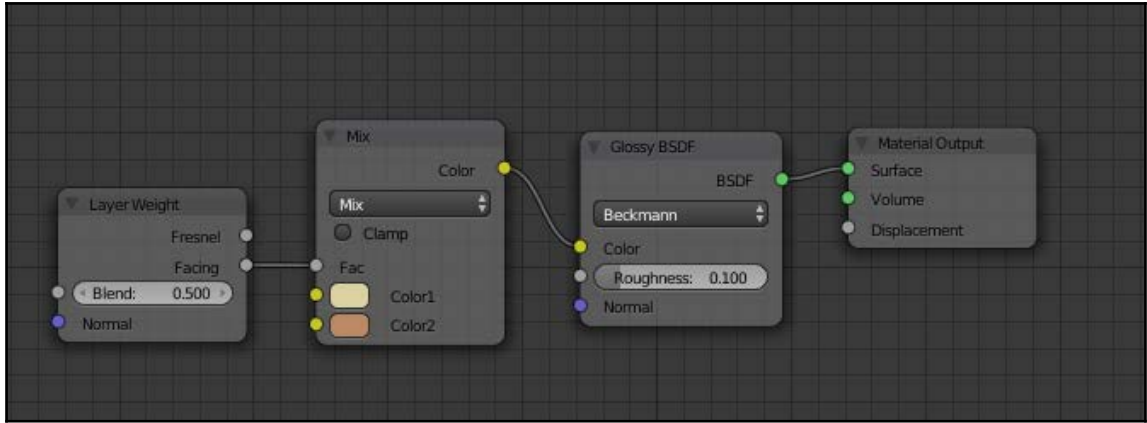 Layer Weight
Fresnel
Facing
Blend: 0.500
Normal
Mix
Color
Mix
Clamp
Fac
Color1
Color2
Glossy BSDF
BSDF
Beckmann
Color
Roughness: 0.100
Normal
Material Output
Surface
Volume
Displacement